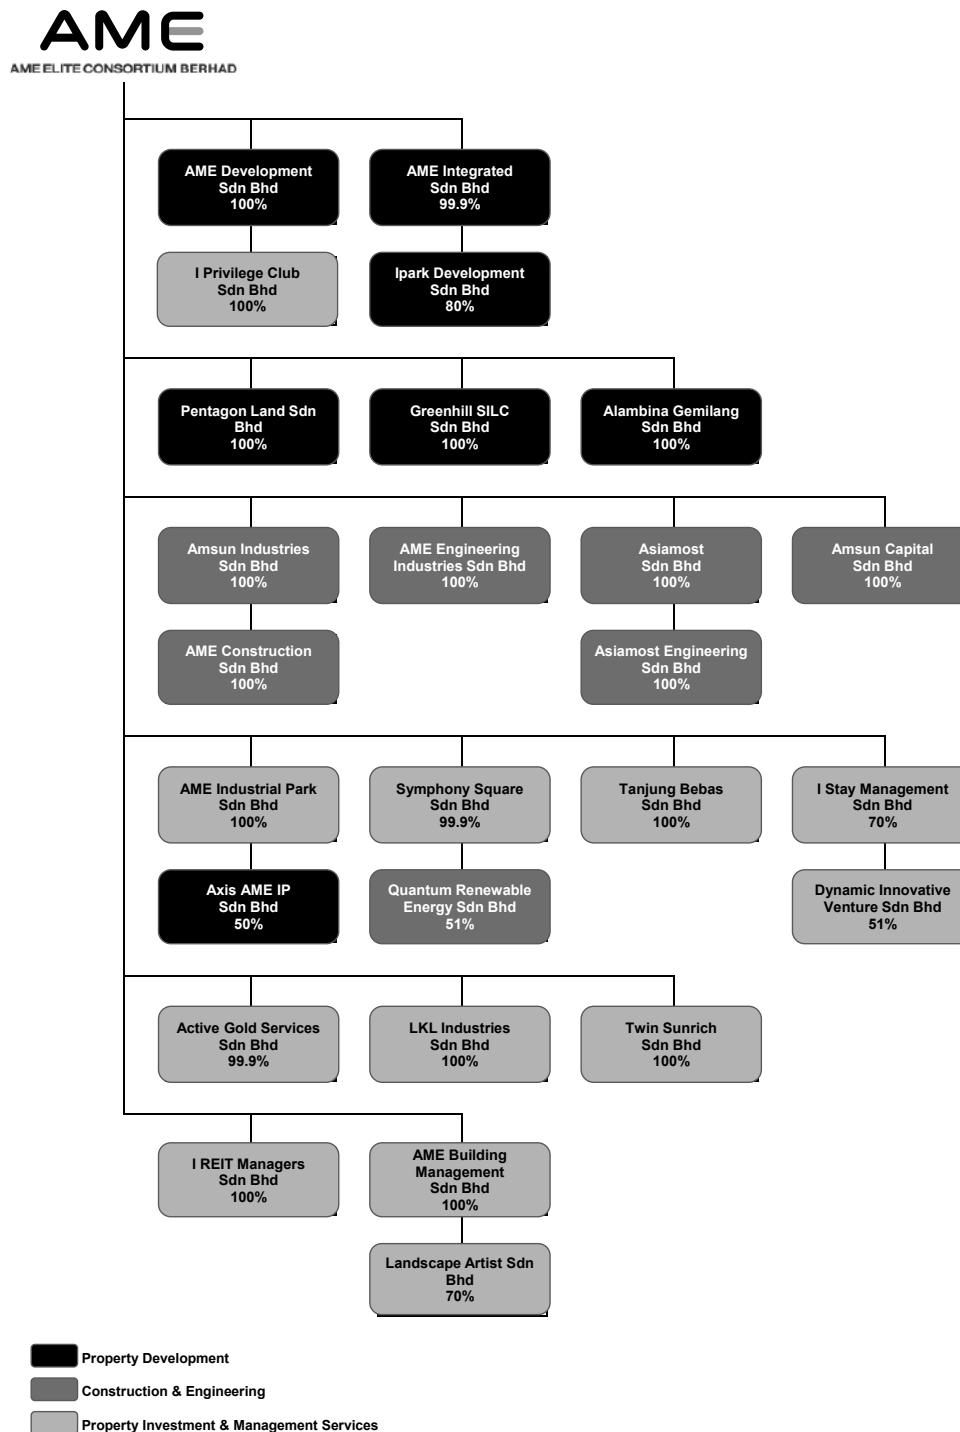 AME
AME ELITE CONSORTIUM BERHAD
AME Development
Sdn Bhd
100%
AME Integrated
Sdn Bhd
99.9%
I Privilege Club
Sdn Bhd
100%
Ipark Development
Sdn Bhd
80%
Pentagon Land Sdn
Bhd
100%
Greenhill SILC
Sdn Bhd
100%
Alambina Gemilang
Sdn Bhd
100%
Amsun Industries
Sdn Bhd
100%
AME Engineering
Industries Sdn Bhd
100%
Asiamost
Sdn Bhd
100%
Amsun Capital
Sdn Bhd
100%
AME Construction
Sdn Bhd
100%
Asiamost Engineering
Sdn Bhd
100%
AME Industrial Park
Sdn Bhd
100%
Symphony Square
Sdn Bhd
99.9%
Tanjung Bebas
Sdn Bhd
100%
I Stay Management
Sdn Bhd
70%
Axis AME IP
Sdn Bhd
50%
Quantum Renewable
Energy Sdn Bhd
51%
Dynamic Innovative
Venture Sdn Bhd
51%
Active Gold Services
Sdn Bhd
99.9%
LKL Industries
Sdn Bhd
100%
Twin Sunrich
Sdn Bhd
100%
I REIT Managers
Sdn Bhd
100%
AME Building
Management
Sdn Bhd
100%
Landscape Artist Sdn
Bhd
70%
Property Development
Construction & Engineering
Property Investment & Management Services